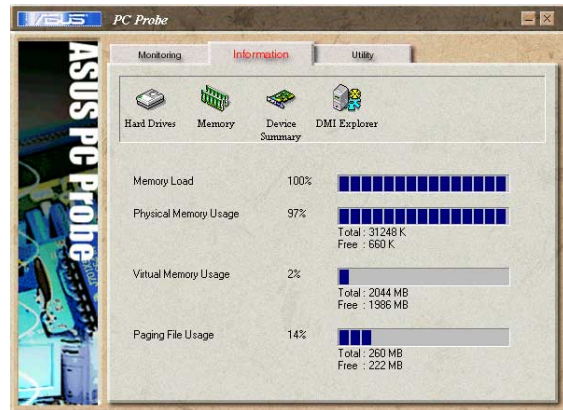 ASUS PC Probe
Monitoring Information Utility
ASUS PC Probe
Hard Drives Memory Device Summary DMI Explorer
Memory Load 100%
Physical Memory Usage 97%
Total : 31248 K
Free : 660 K
Virtual Memory Usage 2%
Total : 2044 MB
Free : 1986 MB
Paging File Usage 14%
Total : 260 MB
Free : 222 MB